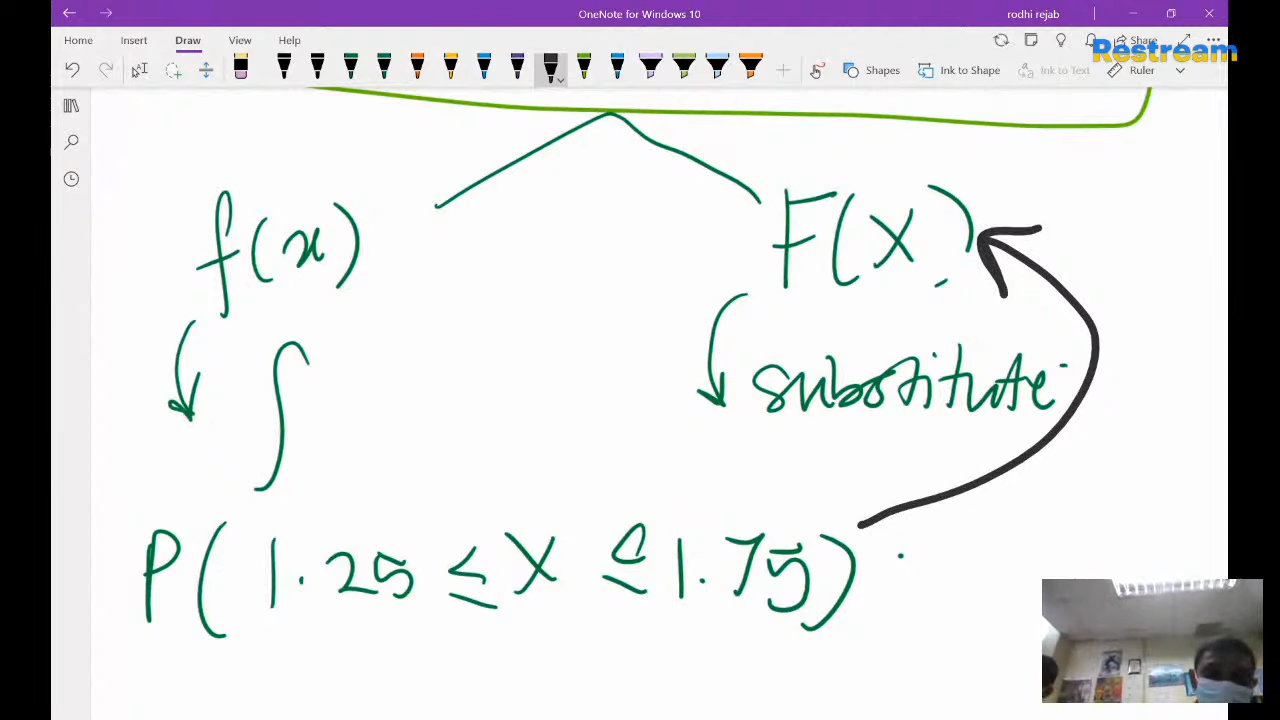 OneNote for Windows 10
rodhi rejab
Home Insert Draw View Help
Share
Restream
Shapes
Ink to Shape
Ink to Text
Ruler
f(x)
F(X)
∫
substitute
P(1.25 ≤ X ≤ 1.75)